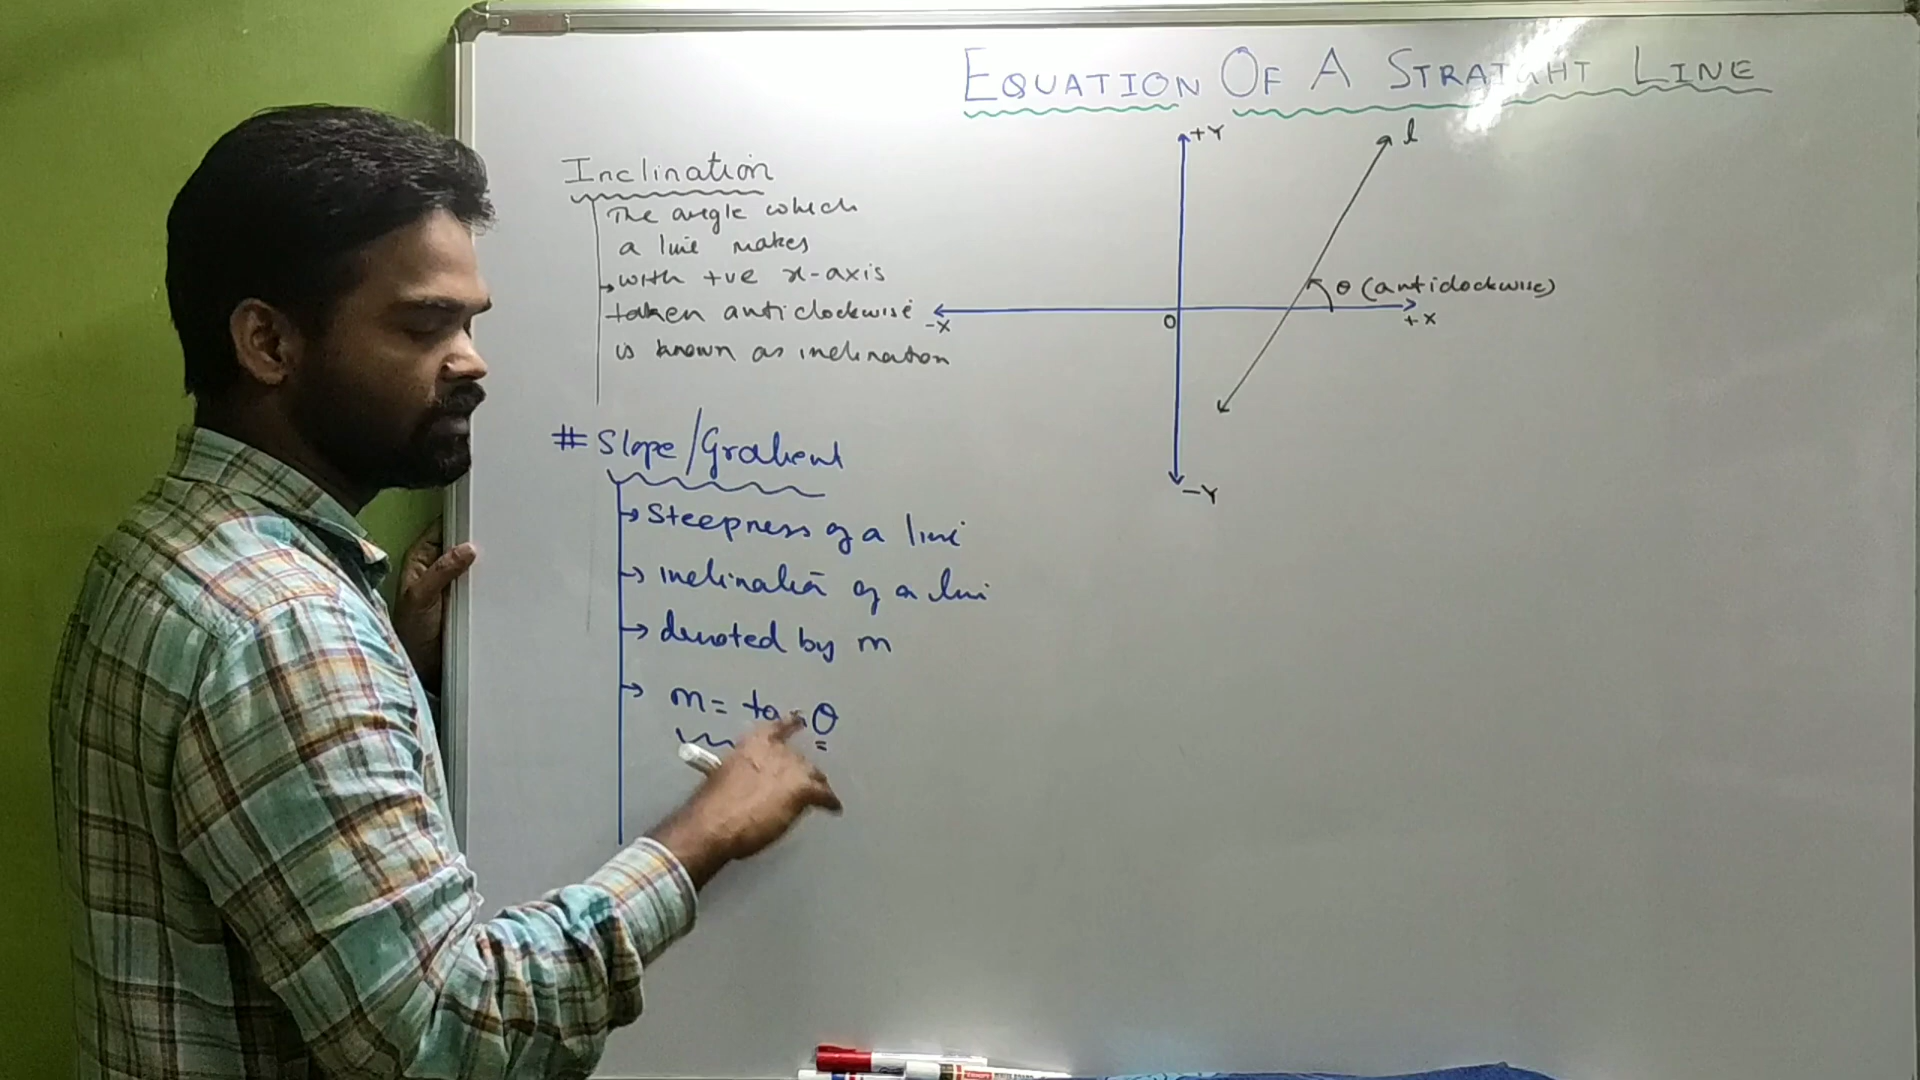 EQUATION OF A STRAIGHT LINE
Inclination
The angle which
a line makes
with +ve x-axis
taken anticlockwise
is known as inclination
+Y
l
θ (anticlockwise)
-X
O
+X
-Y
# Slope/Gradient
Steepness of a line
inclination of a line
denoted by m
m = tan θ